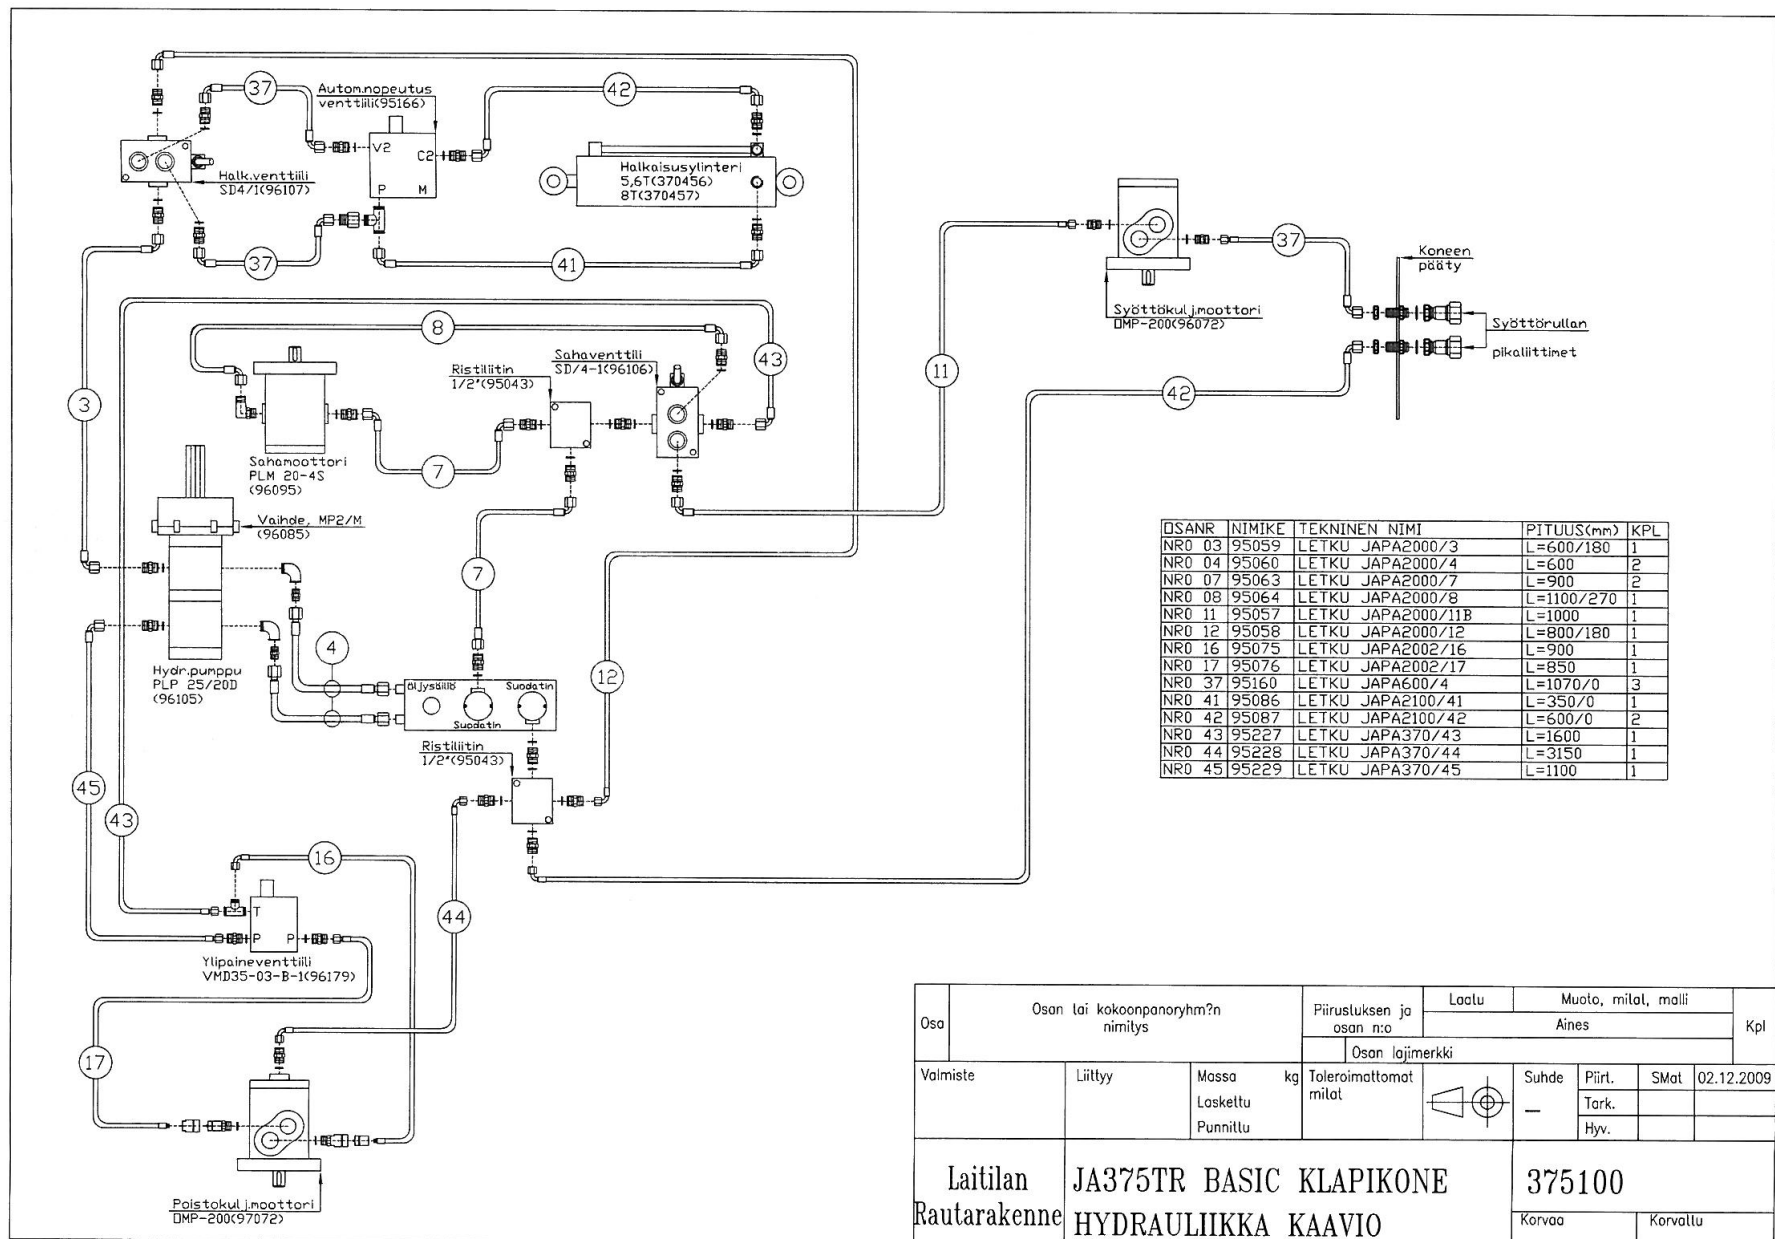 37
Autom.nopeutus
venttiili(95166)
42
V2
C2
P M
Halk.venttiili
SD4/1(96107)
Halkaisusylinteri
5,6T(370456)
8T(370457)
37
41
37
Koneen
pääty
Syöttökulj.moottori
OMP-200(96072)
Syöttörullan
pikaliittimet
8
43
3
11
42
Ristiliitin
1/2"(95043)
Sahaventtiili
SD/4-1(96106)
Sahamoottori
PLM 20-4S
(96095)
7
Vaihde, MP2/M
(96085)
7
4
12
Hydr.pumppu
PLP 25/20D
(96105)
Öljysäiliö
Suodatin
Suodatin
Ristiliitin
1/2"(95043)
45
43
16
44
T
P P
Ylipaineventtiili
VMD35-03-B-1(96179)
17
Poistokulj.moottori
OMP-200(97072)
OSANR NIMIKE TEKNINEN NIMI PITUUS(mm) KPL
NRO 03 95059 LETKU JAPA2000/3 L=600/180 1
NRO 04 95060 LETKU JAPA2000/4 L=600 2
NRO 07 95063 LETKU JAPA2000/7 L=900 2
NRO 08 95064 LETKU JAPA2000/8 L=1100/270 1
NRO 11 95057 LETKU JAPA2000/11B L=1000 1
NRO 12 95058 LETKU JAPA2000/12 L=800/180 1
NRO 16 95075 LETKU JAPA2002/16 L=900 1
NRO 17 95076 LETKU JAPA2002/17 L=850 1
NRO 37 95160 LETKU JAPA600/4 L=1070/0 3
NRO 41 95086 LETKU JAPA2100/41 L=350/0 1
NRO 42 95087 LETKU JAPA2100/42 L=600/0 2
NRO 43 95227 LETKU JAPA370/43 L=1600 1
NRO 44 95228 LETKU JAPA370/44 L=3150 1
NRO 45 95229 LETKU JAPA370/45 L=1100 1
Osa
Osan tai kokoonpanoryhm?n
nimitys
Piirustuksen ja
osan n:o
Laatu
Muoto, mitat, malli
Aines
Kpl
Osan lajimerkki
Valmiste
Liittyy
Massa kg
Laskettu
Punnittu
Toleroimattomat
mitat
Suhde
—
Piirt. SMat 02.12.2009
Tark.
Hyv.
Laitilan
Rautarakenne
JA375TR BASIC KLAPIKONE
HYDRAULIIKKA KAAVIO
375100
Korvaa
Korvattu